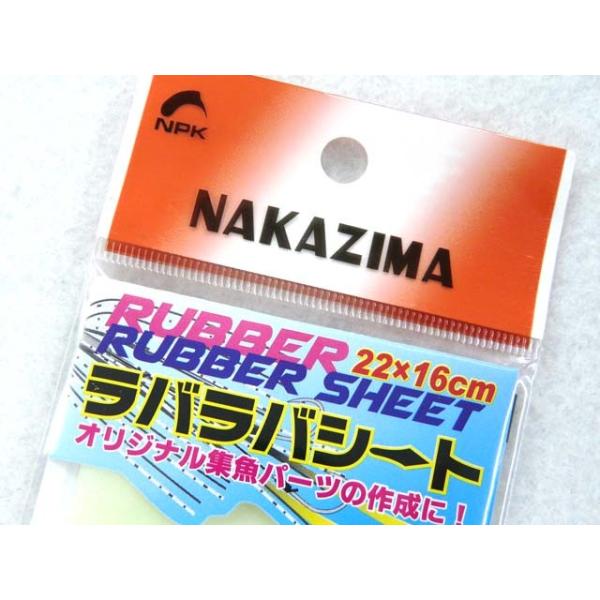 NPK
NAKAZIMA
RUBBER
RUBBER SHEET
22×16cm
ラバラバシート
オリジナル集魚パーツの作成に!